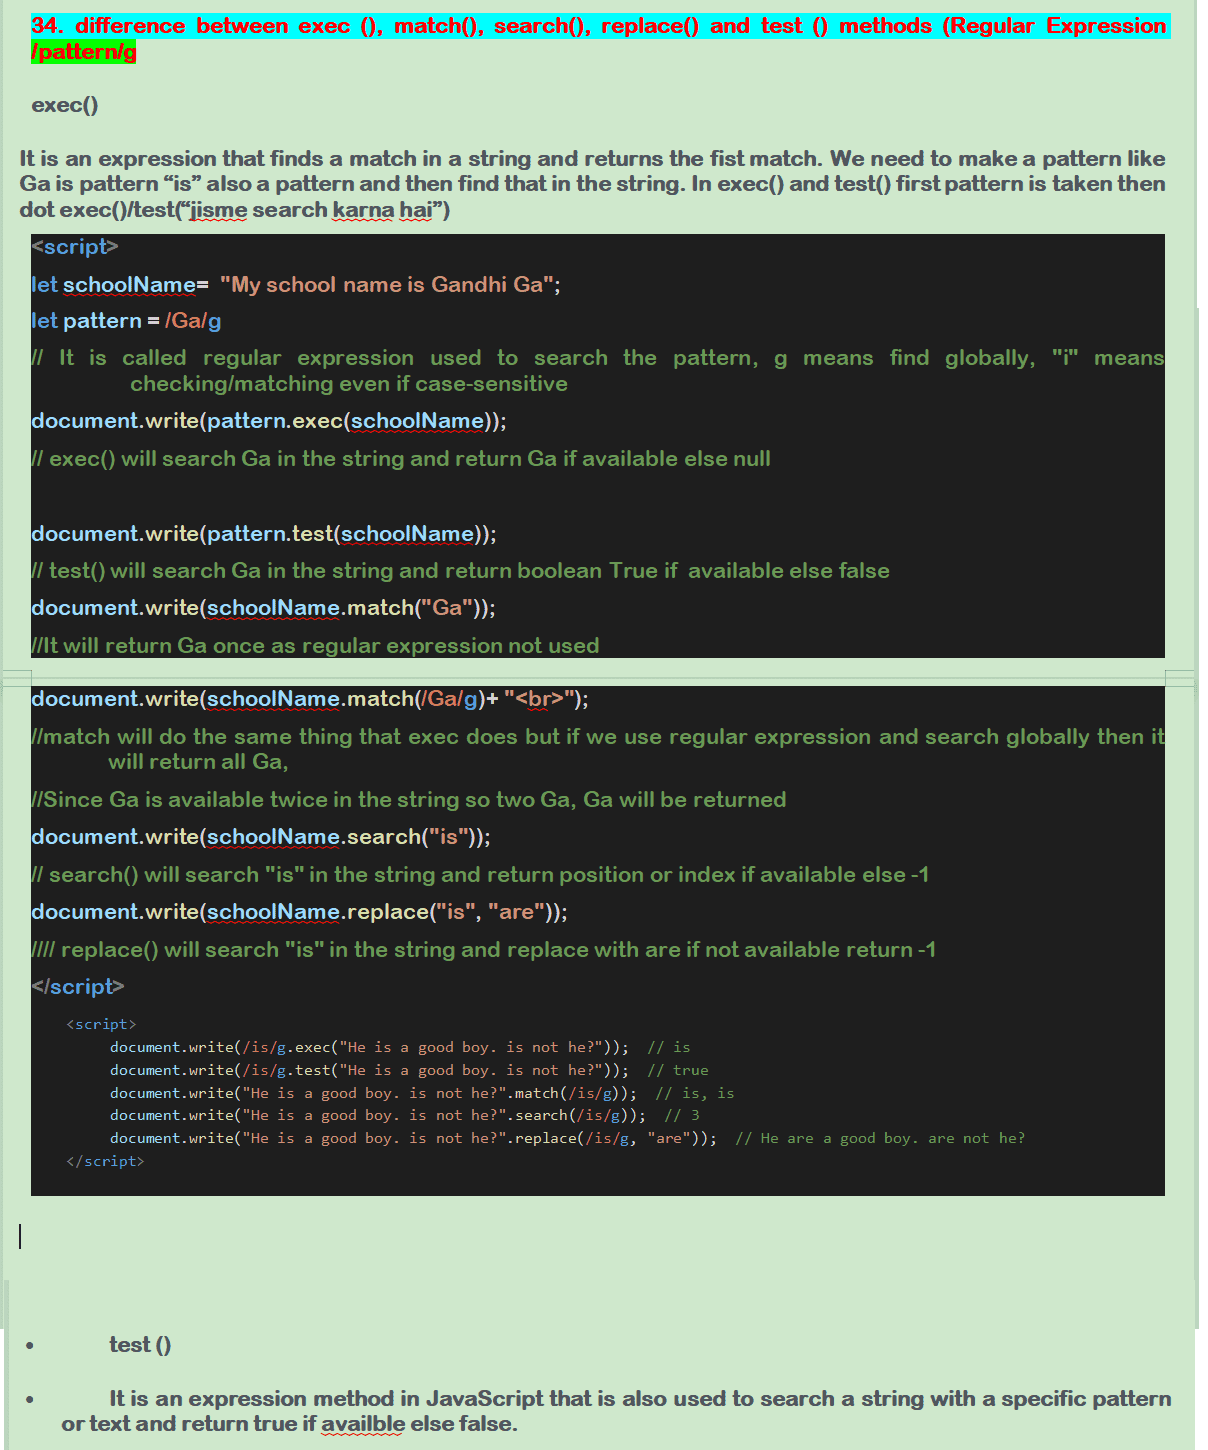 34. difference between exec (), match(), search(), replace() and test () methods (Regular Expression
/pattern/g
exec()
It is an expression that finds a match in a string and returns the fist match. We need to make a pattern like
Ga is pattern “is” also a pattern and then find that in the string. In exec() and test() first pattern is taken then
dot exec()/test(“jisme search karna hai”)
<script>
let schoolName= "My school name is Gandhi Ga";
let pattern = /Ga/g
// It is called regular expression used to search the pattern, g means find globally, "i" means
checking/matching even if case-sensitive
document.write(pattern.exec(schoolName));
// exec() will search Ga in the string and return Ga if available else null
document.write(pattern.test(schoolName));
// test() will search Ga in the string and return boolean True if  available else false
document.write(schoolName.match("Ga"));
//It will return Ga once as regular expression not used
document.write(schoolName.match(/Ga/g)+ "<br>");
//match will do the same thing that exec does but if we use regular expression and search globally then it
will return all Ga,
//Since Ga is available twice in the string so two Ga, Ga will be returned
document.write(schoolName.search("is"));
// search() will search "is" in the string and return position or index if available else -1
document.write(schoolName.replace("is", "are"));
//// replace() will search "is" in the string and replace with are if not available return -1
</script>
<script>
document.write(/is/g.exec("He is a good boy. is not he?"));  // is
document.write(/is/g.test("He is a good boy. is not he?"));  // true
document.write("He is a good boy. is not he?".match(/is/g));  // is, is
document.write("He is a good boy. is not he?".search(/is/g));  // 3
document.write("He is a good boy. is not he?".replace(/is/g, "are"));  // He are a good boy. are not he?
</script>
• test ()
• It is an expression method in JavaScript that is also used to search a string with a specific pattern
or text and return true if availble else false.